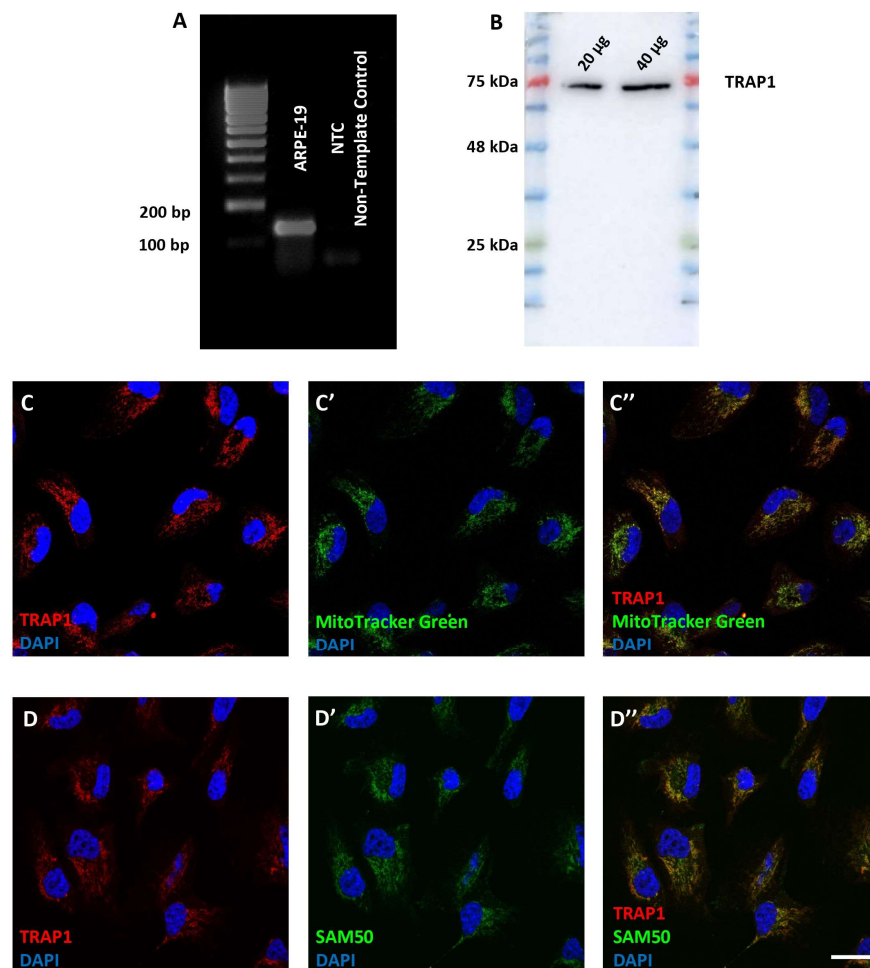 A
ARPE-19
NTC
Non-Template Control
200 bp
100 bp
B
20 µg
40 µg
75 kDa
TRAP1
48 kDa
25 kDa
C
TRAP1
DAPI
C’
MitoTracker Green
DAPI
C’’
TRAP1
MitoTracker Green
DAPI
D
TRAP1
DAPI
D’
SAM50
DAPI
D’’
TRAP1
SAM50
DAPI